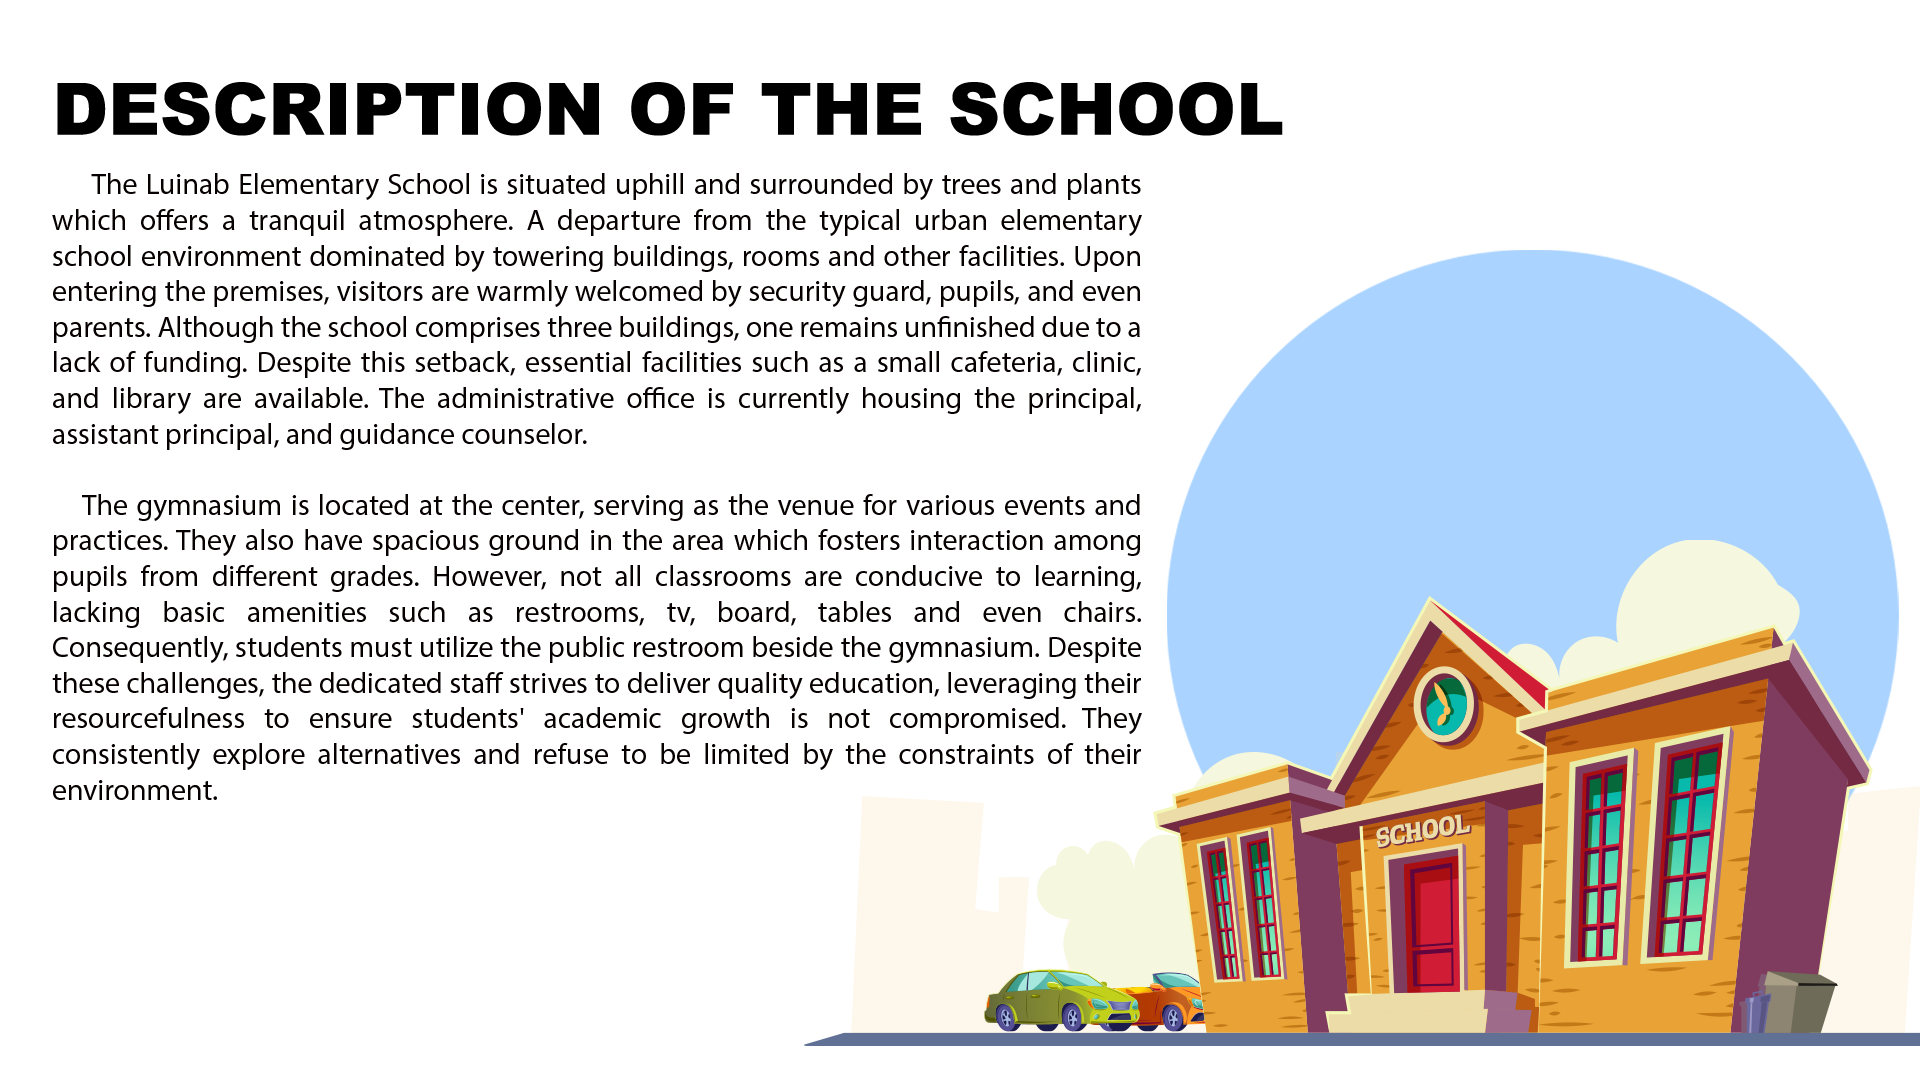 DESCRIPTION OF THE SCHOOL
The Luinab Elementary School is situated uphill and surrounded by trees and plants
which offers a tranquil atmosphere. A departure from the typical urban elementary
school environment dominated by towering buildings, rooms and other facilities. Upon
entering the premises, visitors are warmly welcomed by security guard, pupils, and even
parents. Although the school comprises three buildings, one remains unfinished due to a
lack of funding. Despite this setback, essential facilities such as a small cafeteria, clinic,
and library are available. The administrative office is currently housing the principal,
assistant principal, and guidance counselor.
The gymnasium is located at the center, serving as the venue for various events and
practices. They also have spacious ground in the area which fosters interaction among
pupils from different grades. However, not all classrooms are conducive to learning,
lacking basic amenities such as restrooms, tv, board, tables and even chairs.
Consequently, students must utilize the public restroom beside the gymnasium. Despite
these challenges, the dedicated staff strives to deliver quality education, leveraging their
resourcefulness to ensure students' academic growth is not compromised. They
consistently explore alternatives and refuse to be limited by the constraints of their
environment.
SCHOOL